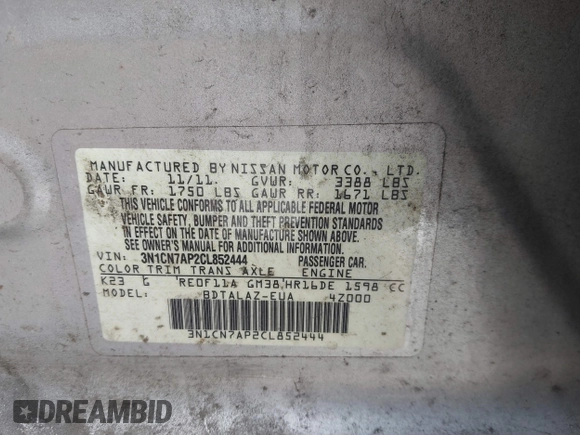 MANUFACTURED BY NISSAN MOTOR CO., LTD.
DATE: 11/11. GVWR: 3388 LBS
GAWR FR: 1750 LBS GAWR RR: 1671 LBS
THIS VEHICLE CONFORMS TO ALL APPLICABLE FEDERAL MOTOR
VEHICLE SAFETY, BUMPER AND THEFT PREVENTION STANDARDS
IN EFFECT ON THE DATE OF MANUFACTURE SHOWN ABOVE.
SEE OWNER'S MANUAL FOR ADDITIONAL INFORMATION.
VIN: 3N1CN7AP2CL852444 PASSENGER CAR.
COLOR TRIM TRANS AXLE ENGINE
K23 G RE0F11A GM38,HR16DE 1598 CC
MODEL: BDTALAZ-EUA 4Z000
3N1CN7AP2CL852444
DREAMBID